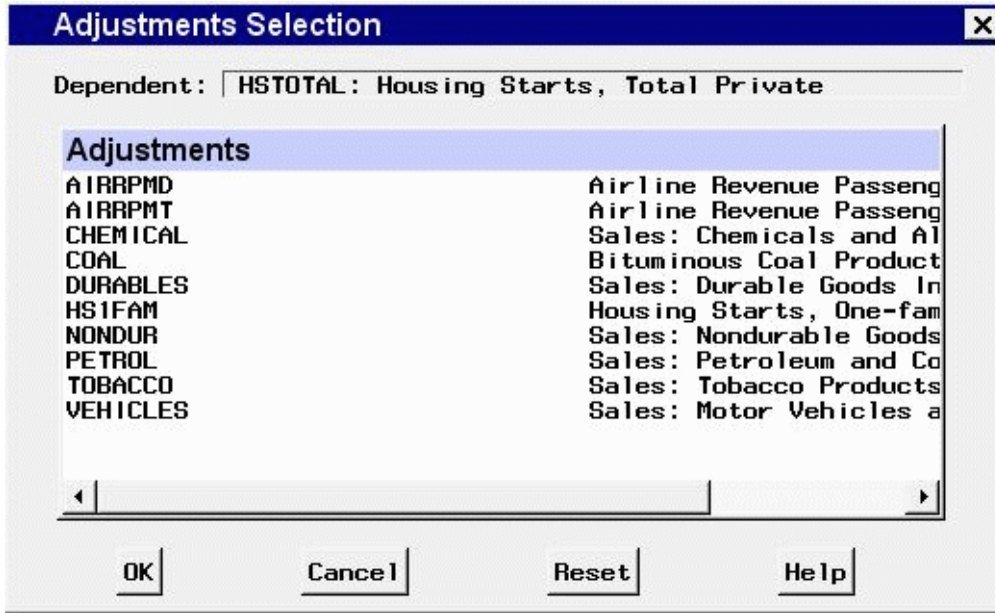 Adjustments Selection
Dependent: HSTOTAL: Housing Starts, Total Private
Adjustments
AIRRPMD Airline Revenue Passeng
AIRRPMT Airline Revenue Passeng
CHEMICAL Sales: Chemicals and Al
COAL Bituminous Coal Product
DURABLES Sales: Durable Goods In
HS1FAM Housing Starts, One-fam
NONDUR Sales: Nondurable Goods
PETROL Sales: Petroleum and Co
TOBACCO Sales: Tobacco Products
VEHICLES Sales: Motor Vehicles a
OK Cancel Reset Help